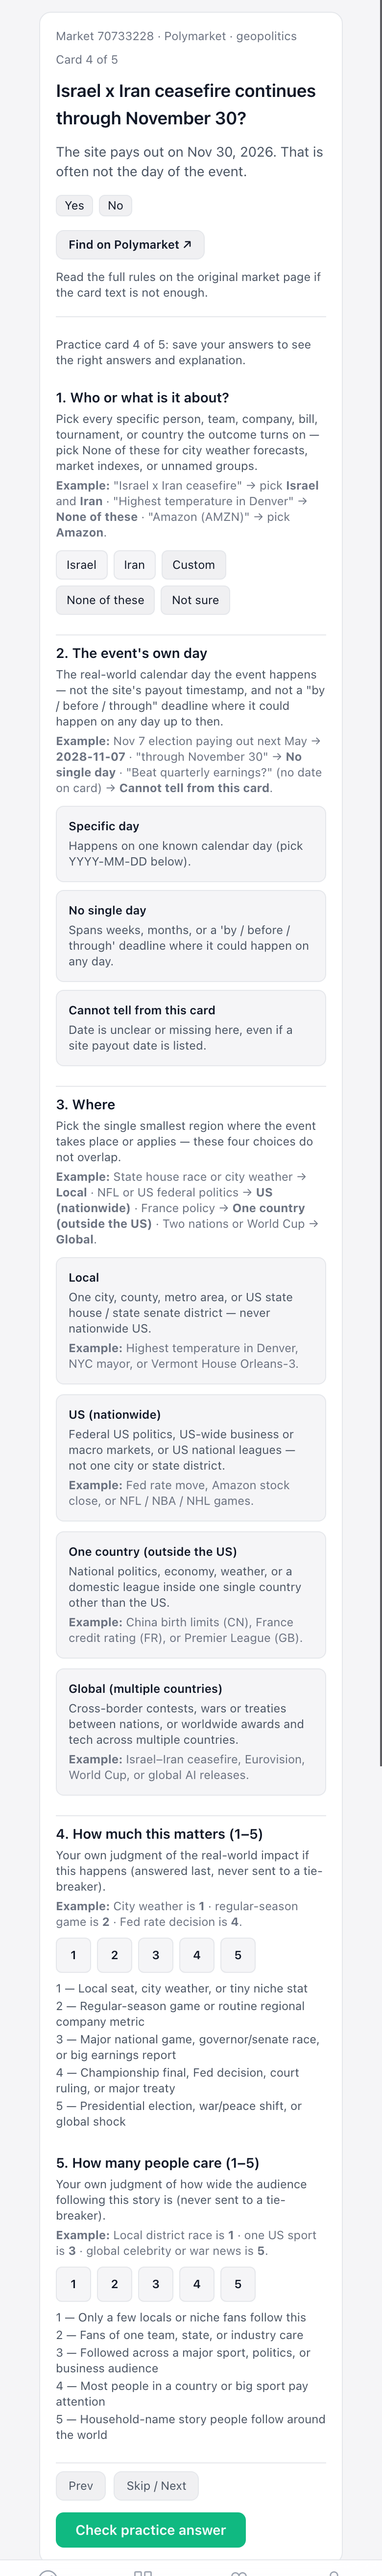 Market 70733228 · Polymarket · geopolitics
Card 4 of 5
Israel x Iran ceasefire continues
through November 30?
The site pays out on Nov 30, 2026. That is
often not the day of the event.
Yes No
Find on Polymarket ↗
Read the full rules on the original market page if
the card text is not enough.
Practice card 4 of 5: save your answers to see
the right answers and explanation.
1. Who or what is it about?
Pick every specific person, team, company, bill,
tournament, or country the outcome turns on —
pick None of these for city weather forecasts,
market indexes, or unnamed groups.
Example: "Israel x Iran ceasefire" → pick Israel
and Iran · "Highest temperature in Denver" →
None of these · "Amazon (AMZN)" → pick
Amazon.
Israel Iran Custom
None of these Not sure
2. The event's own day
The real-world calendar day the event happens
— not the site's payout timestamp, and not a "by
/ before / through" deadline where it could
happen on any day up to then.
Example: Nov 7 election paying out next May →
2028-11-07 · "through November 30" → No
single day · "Beat quarterly earnings?" (no date
on card) → Cannot tell from this card.
Specific day
Happens on one known calendar day (pick
YYYY-MM-DD below).
No single day
Spans weeks, months, or a 'by / before /
through' deadline where it could happen on
any day.
Cannot tell from this card
Date is unclear or missing here, even if a
site payout date is listed.
3. Where
Pick the single smallest region where the event
takes place or applies — these four choices do
not overlap.
Example: State house race or city weather →
Local · NFL or US federal politics → US
(nationwide) · France policy → One country
(outside the US) · Two nations or World Cup →
Global.
Local
One city, county, metro area, or US state
house / state senate district — never
nationwide US.
Example: Highest temperature in Denver,
NYC mayor, or Vermont House Orleans-3.
US (nationwide)
Federal US politics, US-wide business or
macro markets, or US national leagues —
not one city or state district.
Example: Fed rate move, Amazon stock
close, or NFL / NBA / NHL games.
One country (outside the US)
National politics, economy, weather, or a
domestic league inside one single country
other than the US.
Example: China birth limits (CN), France
credit rating (FR), or Premier League (GB).
Global (multiple countries)
Cross-border contests, wars or treaties
between nations, or worldwide awards and
tech across multiple countries.
Example: Israel–Iran ceasefire, Eurovision,
World Cup, or global AI releases.
4. How much this matters (1–5)
Your own judgment of the real-world impact if
this happens (answered last, never sent to a tie-
breaker).
Example: City weather is 1 · regular-season
game is 2 · Fed rate decision is 4.
1 2 3 4 5
1 — Local seat, city weather, or tiny niche stat
2 — Regular-season game or routine regional
company metric
3 — Major national game, governor/senate race,
or big earnings report
4 — Championship final, Fed decision, court
ruling, or major treaty
5 — Presidential election, war/peace shift, or
global shock
5. How many people care (1–5)
Your own judgment of how wide the audience
following this story is (never sent to a tie-
breaker).
Example: Local district race is 1 · one US sport
is 3 · global celebrity or war news is 5.
1 2 3 4 5
1 — Only a few locals or niche fans follow this
2 — Fans of one team, state, or industry care
3 — Followed across a major sport, politics, or
business audience
4 — Most people in a country or big sport pay
attention
5 — Household-name story people follow around
the world
Prev Skip / Next
Check practice answer